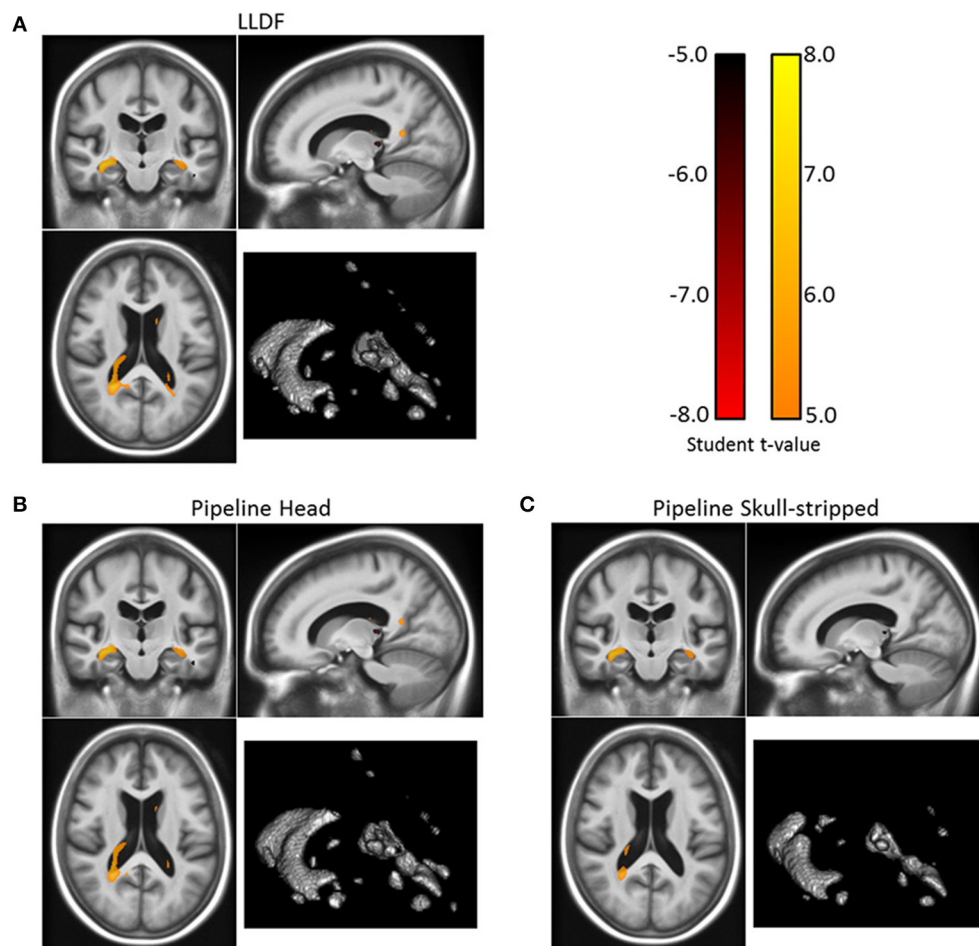 A
LLDF
-5.0
8.0
-6.0
7.0
-7.0
6.0
-8.0
5.0
Student t-value
B
Pipeline Head
C
Pipeline Skull-stripped